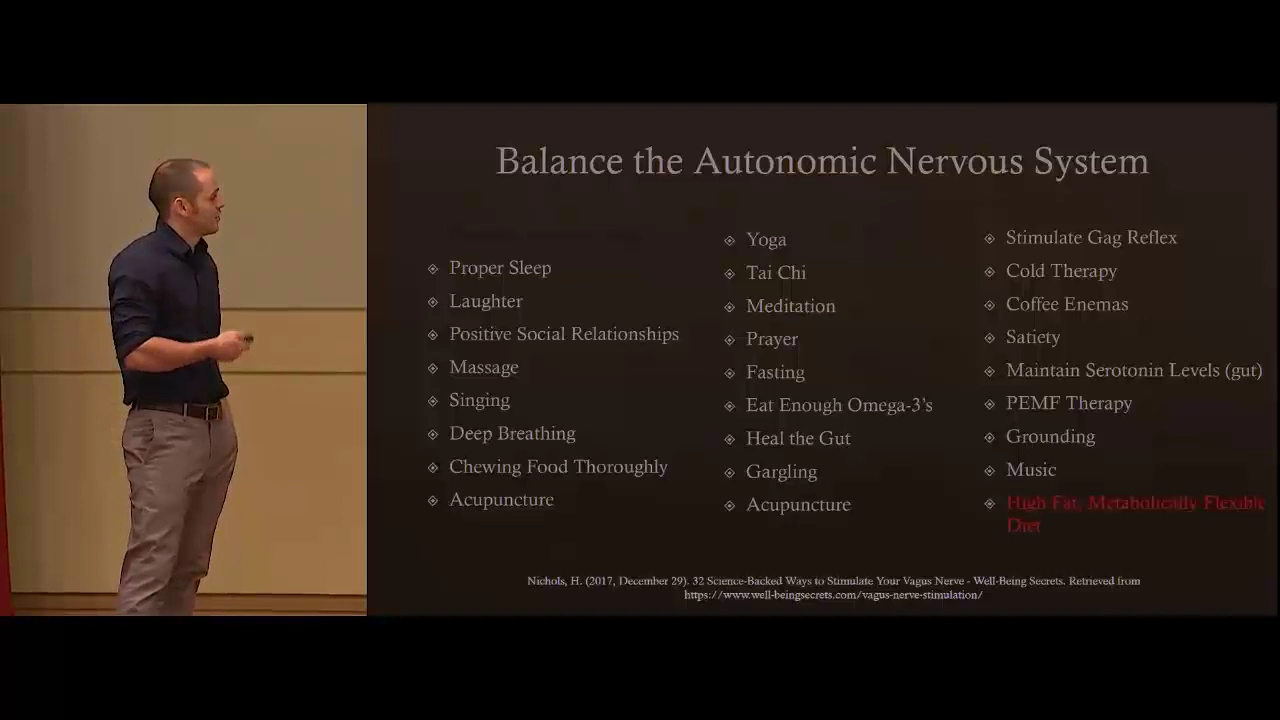 Balance the Autonomic Nervous System
Proper Sleep
Laughter
Positive Social Relationships
Massage
Singing
Deep Breathing
Chewing Food Thoroughly
Acupuncture
Yoga
Tai Chi
Meditation
Prayer
Fasting
Eat Enough Omega-3's
Heal the Gut
Gargling
Acupuncture
Stimulate Gag Reflex
Cold Therapy
Coffee Enemas
Satiety
Maintain Serotonin Levels (gut)
PEMF Therapy
Grounding
Music
High Fat, Metabolically Flexible
Diet
Nichols, H. (2017, December 29). 32 Science-Backed Ways to Stimulate Your Vagus Nerve - Well-Being Secrets. Retrieved from
https://www.well-beingsecrets.com/vagus-nerve-stimulation/